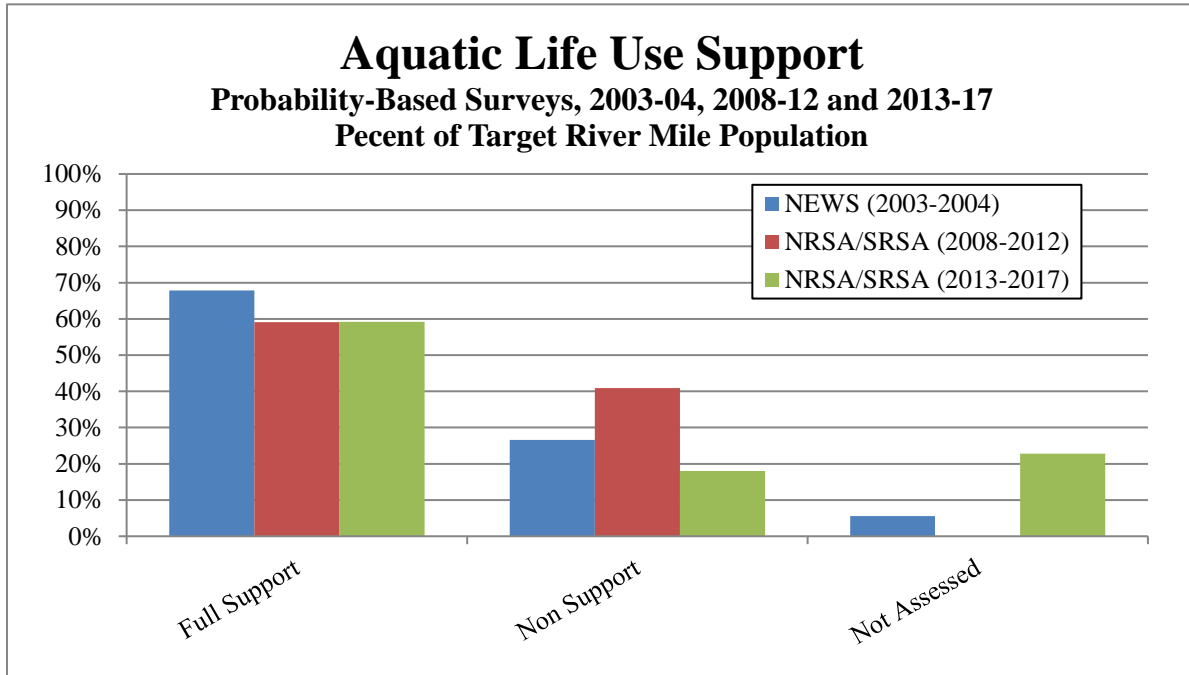 Aquatic Life Use Support
Probability-Based Surveys, 2003-04, 2008-12 and 2013-17
Pecent of Target River Mile Population
100%
90%
80%
70%
60%
50%
40%
30%
20%
10%
0%
NEWS (2003-2004)
NRSA/SRSA (2008-2012)
NRSA/SRSA (2013-2017)
Full Support
Non Support
Not Assessed